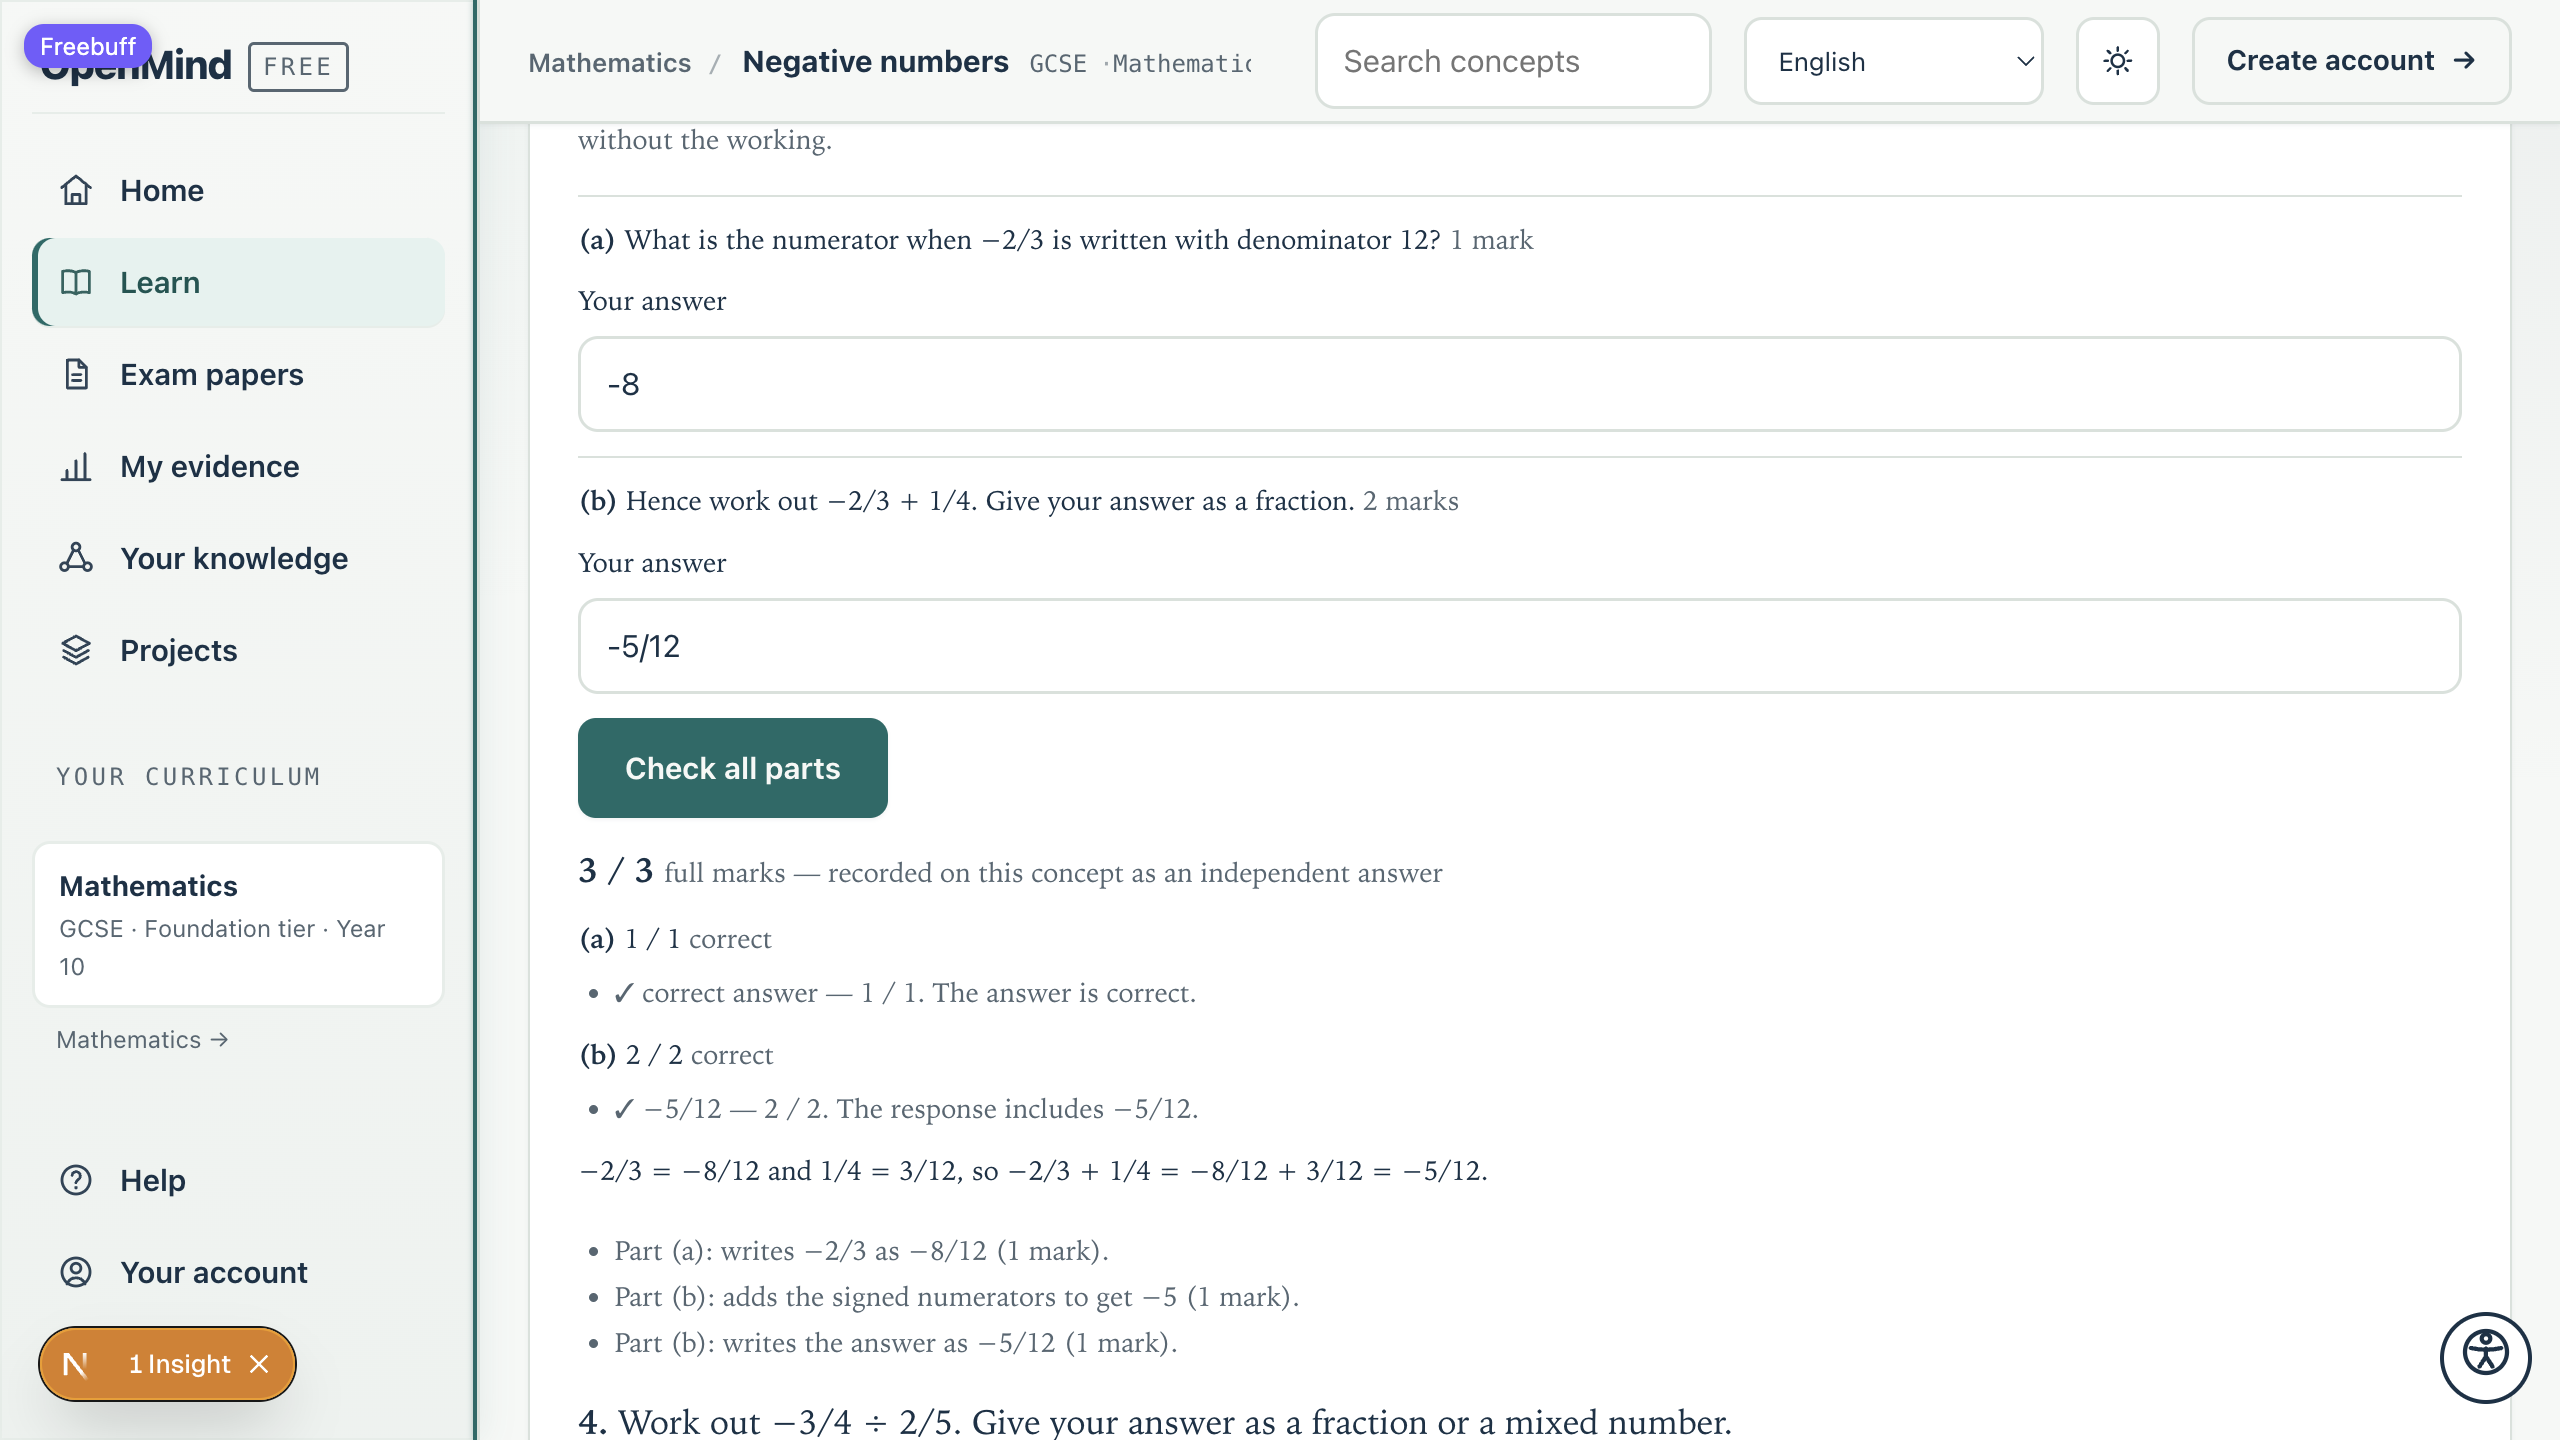 Freebuff
OpenMind FREE
Home
Learn
Exam papers
My evidence
Your knowledge
Projects
YOUR CURRICULUM
Mathematics
GCSE · Foundation tier · Year
10
Mathematics →
Help
Your account
1 Insight
Mathematics / Negative numbers GCSE ·Mathematic
Search concepts
English
Create account →
without the working.
(a) What is the numerator when −2/3 is written with denominator 12? 1 mark
Your answer
-8
(b) Hence work out −2/3 + 1/4. Give your answer as a fraction. 2 marks
Your answer
-5/12
Check all parts
3 / 3 full marks — recorded on this concept as an independent answer
(a) 1 / 1 correct
• ✓ correct answer — 1 / 1. The answer is correct.
(b) 2 / 2 correct
• ✓ −5/12 — 2 / 2. The response includes −5/12.
−2/3 = −8/12 and 1/4 = 3/12, so −2/3 + 1/4 = −8/12 + 3/12 = −5/12.
• Part (a): writes −2/3 as −8/12 (1 mark).
• Part (b): adds the signed numerators to get −5 (1 mark).
• Part (b): writes the answer as −5/12 (1 mark).
4. Work out −3/4 ÷ 2/5. Give your answer as a fraction or a mixed number.